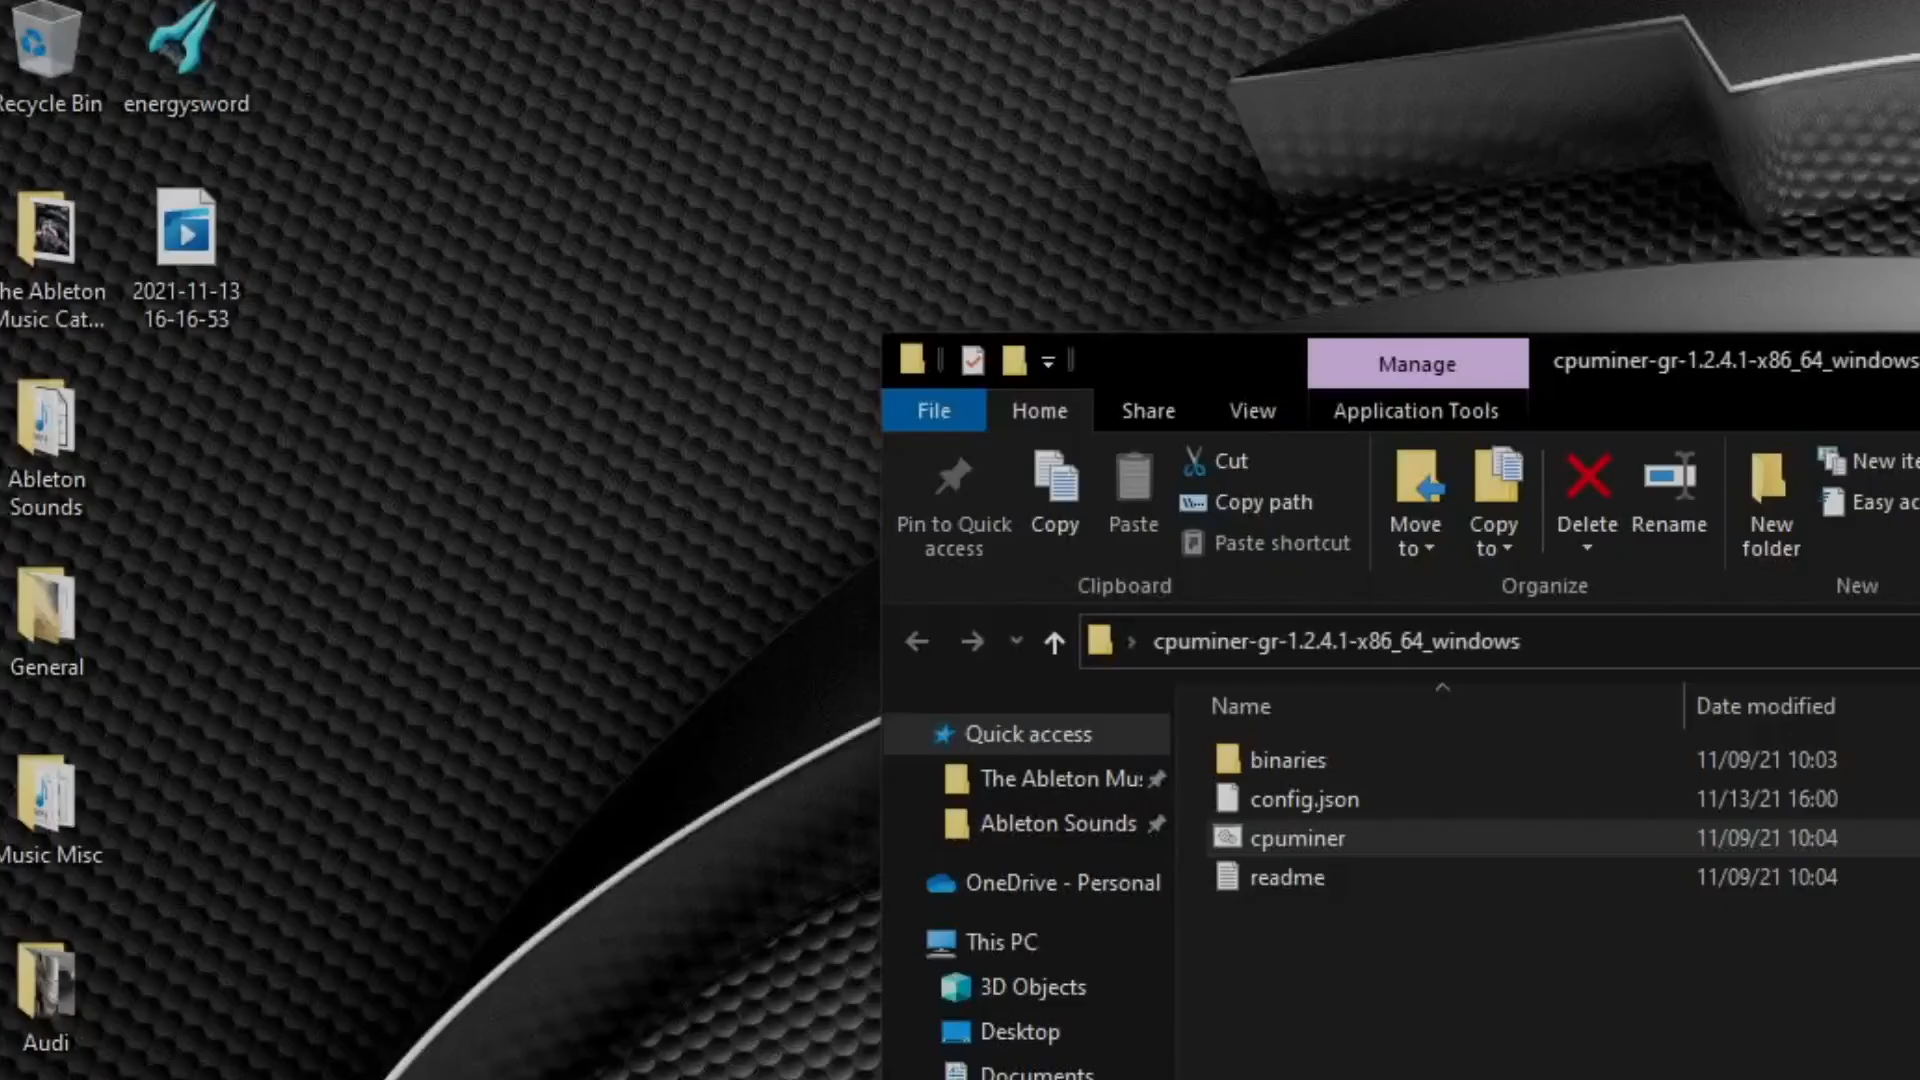 Recycle Bin
energysword
The Ableton
Music Cat...
2021-11-13
16-16-53
Ableton
Sounds
General
Music Misc
Audi
Manage
cpuminer-gr-1.2.4.1-x86_64_windows
File
Home
Share
View
Application Tools
Pin to Quick
access
Copy
Paste
Cut
Copy path
Paste shortcut
Clipboard
Move
to
Copy
to
Delete
Rename
Organize
New
folder
New ite
Easy ac
New
cpuminer-gr-1.2.4.1-x86_64_windows
Name
Date modified
Quick access
The Ableton Mus
Ableton Sounds
OneDrive - Personal
This PC
3D Objects
Desktop
Documents
binaries 11/09/21 10:03
config.json 11/13/21 16:00
cpuminer 11/09/21 10:04
readme 11/09/21 10:04